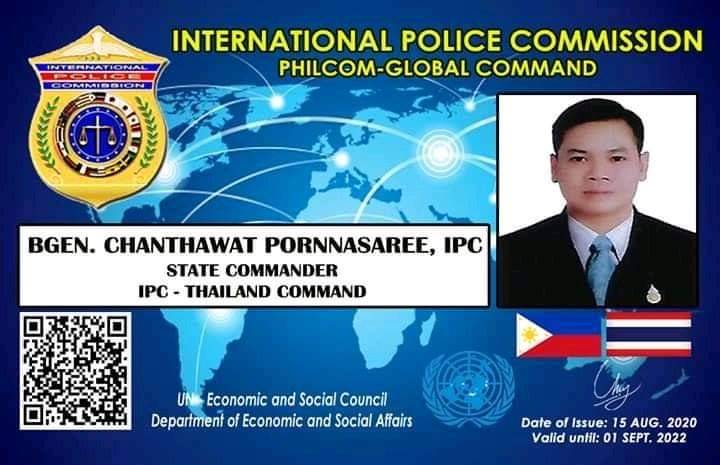 INTERNATIONAL POLICE COMMISSION
PHILCOM-GLOBAL COMMAND
INTERNATIONAL
POLICE
COMMISSION
BGEN. CHANTHAWAT PORNNASAREE, IPC
STATE COMMANDER
IPC - THAILAND COMMAND
Economic and Social Council
Department of Economic and Social Affairs
Date of Issue: 15 AUG. 2020
Valid until: 01 SEPT. 2022